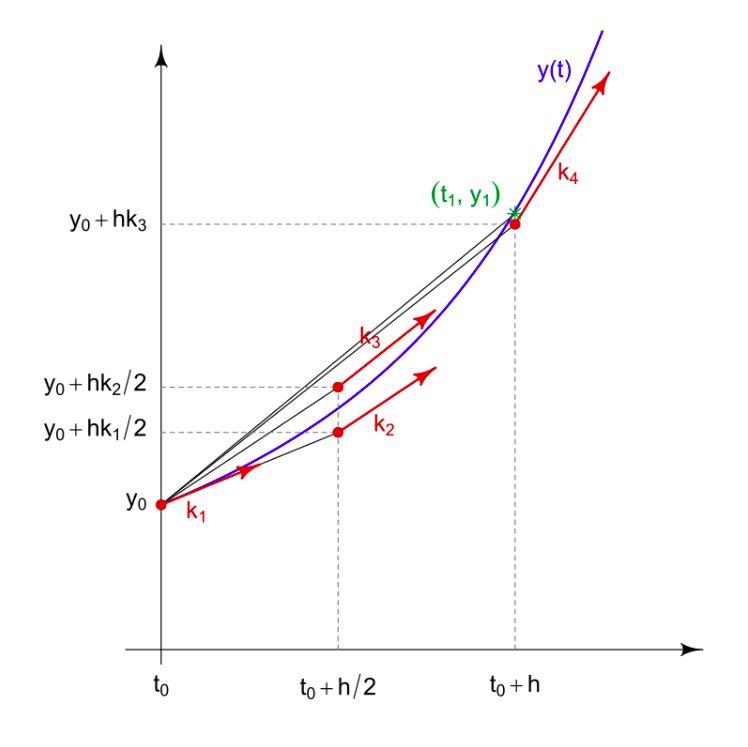 y(t)
k₄
(t₁, y₁)
y₀+hk₃
k₃
y₀+hk₂/2
y₀+hk₁/2
k₂
y₀
k₁
t₀
t₀+h/2
t₀+h